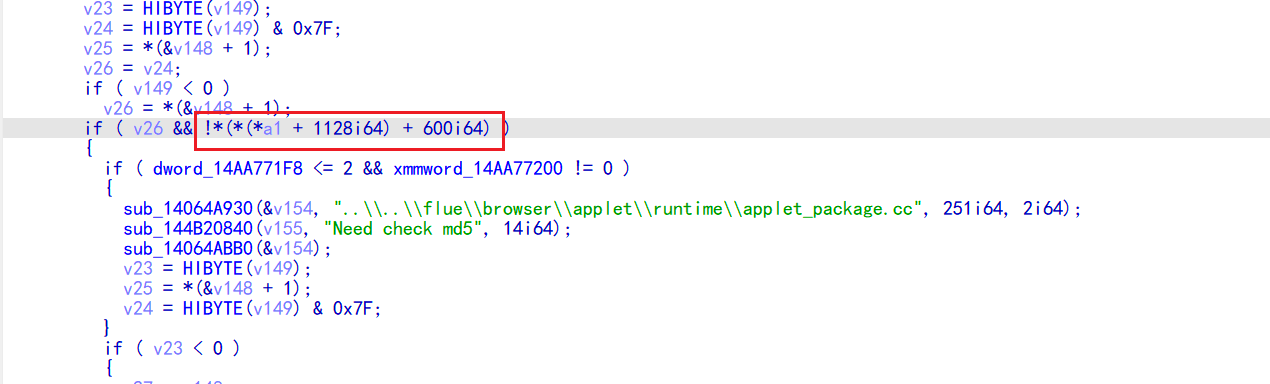 v23 = HIBYTE(v149);
v24 = HIBYTE(v149) & 0x7F;
v25 = *(&v148 + 1);
v26 = v24;
if ( v149 < 0 )
v26 = *(&v148 + 1);
if ( v26 && !*(*(*a1 + 1128i64) + 600i64) )
{
if ( dword_14AA771F8 <= 2 && xmmword_14AA77200 != 0 )
{
sub_14064A930(&v154, "..\\..\\flue\\browser\\applet\\runtime\\applet_package.cc", 251i64, 2i64);
sub_144B20840(v155, "Need check md5", 14i64);
sub_14064ABB0(&v154);
v23 = HIBYTE(v149);
v25 = *(&v148 + 1);
v24 = HIBYTE(v149) & 0x7F;
}
if ( v23 < 0 )
{